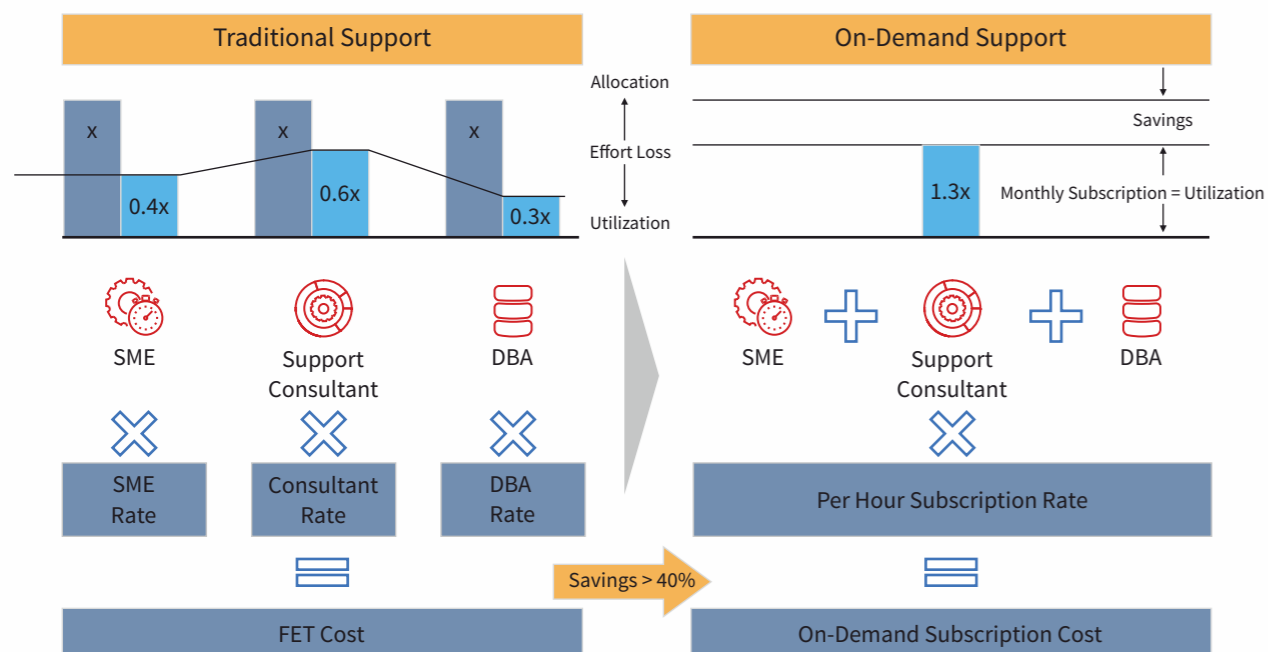 Traditional Support
On-Demand Support
Allocation
Effort Loss
Utilization
x
0.4x
x
0.6x
x
0.3x
Savings
1.3x
Monthly Subscription = Utilization
SME
Support
Consultant
DBA
SME
Support
Consultant
DBA
SME
Rate
Consultant
Rate
DBA
Rate
Per Hour Subscription Rate
Savings > 40%
FET Cost
On-Demand Subscription Cost